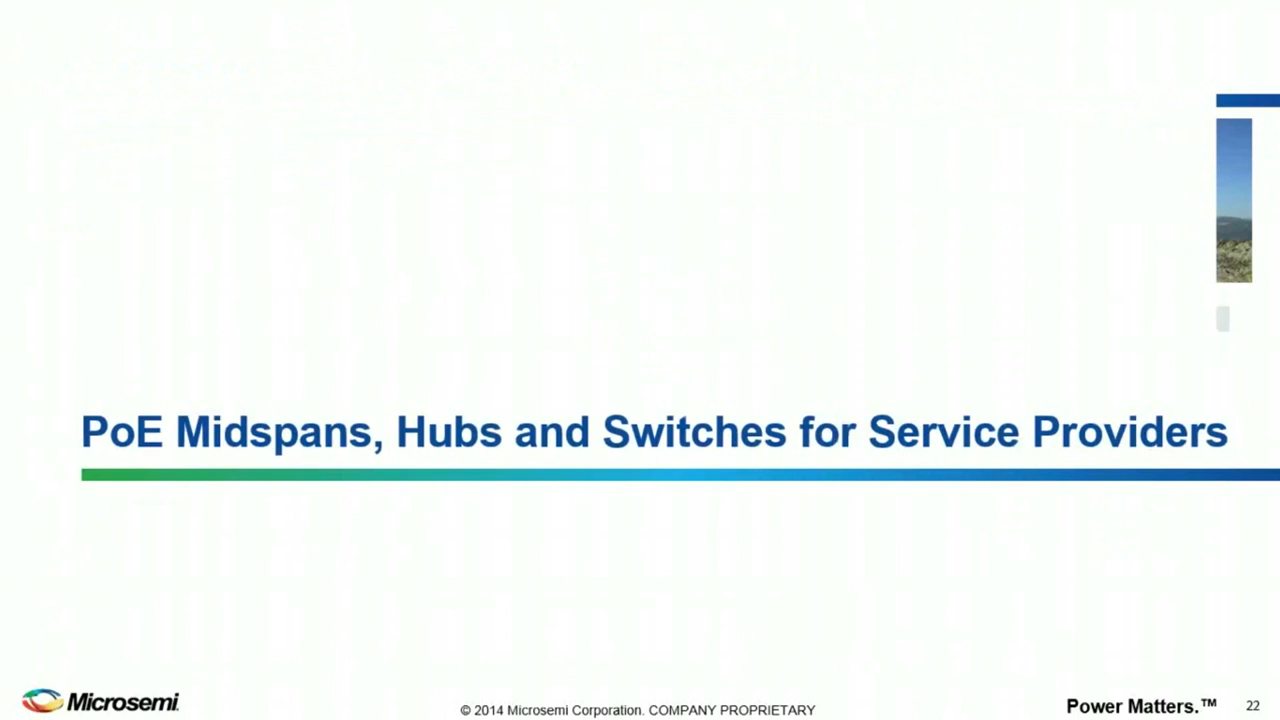 PoE Midspans, Hubs and Switches for Service Providers
Microsemi
© 2014 Microsemi Corporation. COMPANY PROPRIETARY
Power Matters.™
22